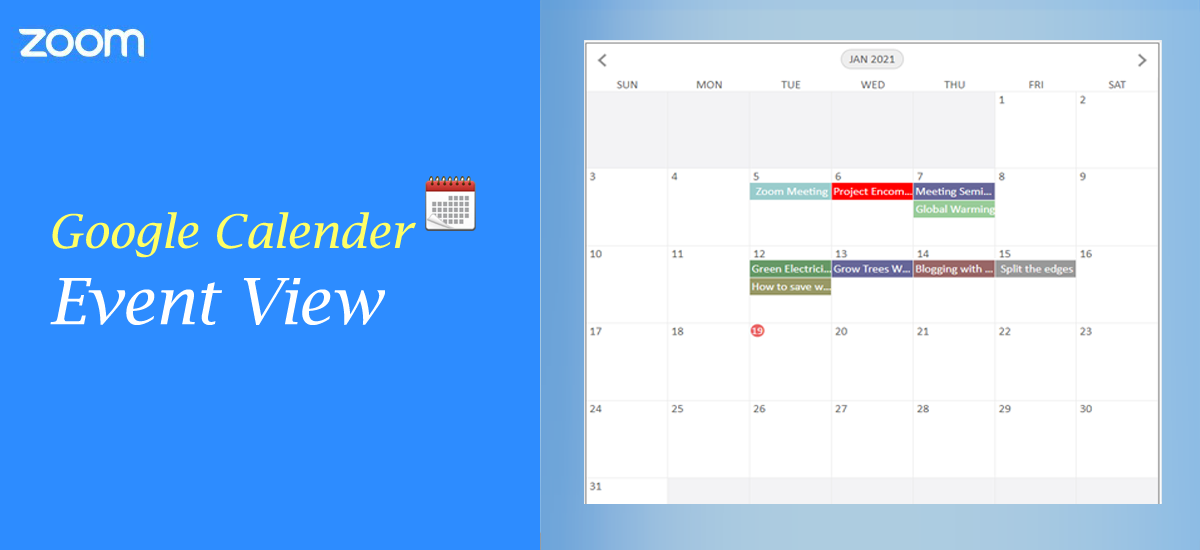 zoom
Google Calender
Event View
JAN 2021
SUN MON TUE WED THU FRI SAT
1 2
3 4 5 6 7 8 9
Zoom Meeting Project Encom... Meeting Semi...
Global Warming
10 11 12 13 14 15 16
Green Electrici... Grow Trees W... Blogging with ... Split the edges
How to save w...
17 18 19 20 21 22 23
24 25 26 27 28 29 30
31